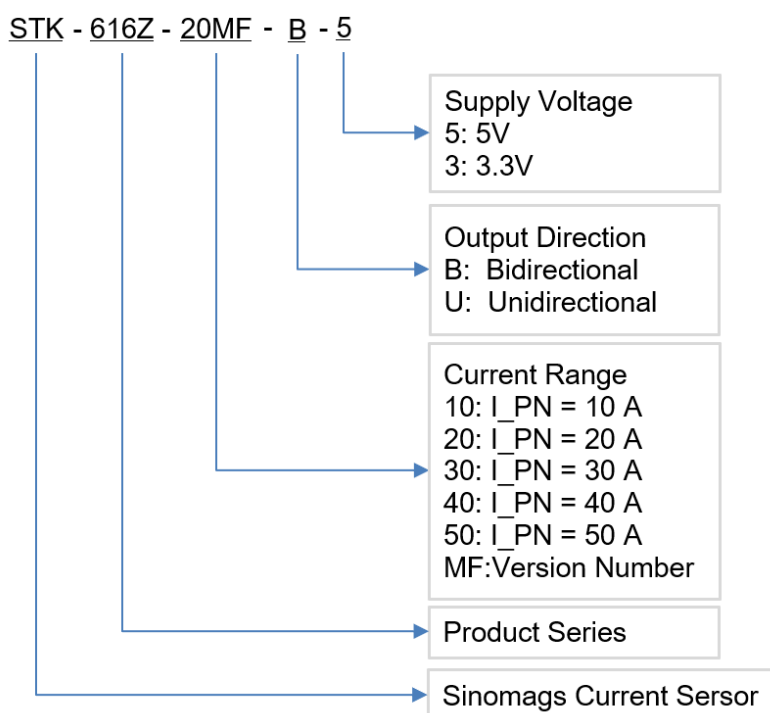 STK - 616Z - 20MF - B - 5
Supply Voltage
5: 5V
3: 3.3V
Output Direction
B: Bidirectional
U: Unidirectional
Current Range
10: I_PN = 10 A
20: I_PN = 20 A
30: I_PN = 30 A
40: I_PN = 40 A
50: I_PN = 50 A
MF:Version Number
Product Series
Sinomags Current Sersor